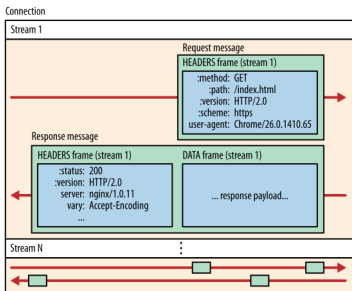 Connection
Stream 1
Request message
HEADERS frame (stream 1)
:method: GET
:path: /index.html
:version: HTTP/2.0
:scheme: https
user-agent: Chrome/26.0.1410.65
Response message
HEADERS frame (stream 1)
:status: 200
:version: HTTP/2.0
server: nginx/1.0.11
vary: Accept-Encoding
...
DATA frame (stream 1)
... response payload...
Stream N